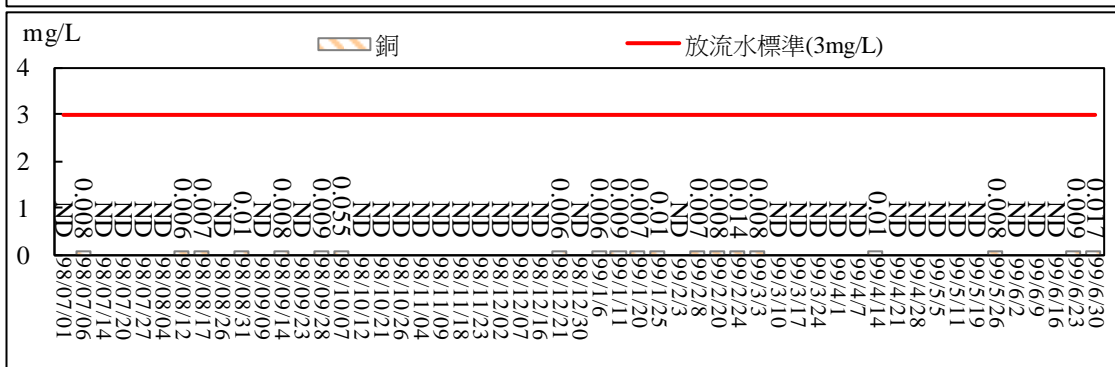 mg/L
銅
放流水標準(3mg/L)
4
3
2
1
0
ND
0.008
ND
ND
ND
ND
0.006
0.007
ND
0.01
ND
0.008
ND
0.009
0.055
ND
ND
ND
ND
ND
ND
ND
ND
ND
ND
0.006
ND
0.006
0.009
0.007
0.01
ND
0.007
0.008
0.014
0.008
ND
ND
ND
ND
ND
0.01
ND
ND
ND
ND
ND
0.008
ND
ND
ND
0.009
0.017
98/07/01
98/07/06
98/07/14
98/07/20
98/07/27
98/08/04
98/08/12
98/08/17
98/08/26
98/08/31
98/09/09
98/09/14
98/09/23
98/09/28
98/10/07
98/10/12
98/10/21
98/10/26
98/11/04
98/11/09
98/11/18
98/11/23
98/12/02
98/12/07
98/12/16
98/12/21
98/12/30
99/1/6
99/1/11
99/1/20
99/1/25
99/2/3
99/2/8
99/2/20
99/2/24
99/3/3
99/3/10
99/3/17
99/3/24
99/4/1
99/4/7
99/4/14
99/4/21
99/4/28
99/5/5
99/5/11
99/5/19
99/5/26
99/6/2
99/6/9
99/6/16
99/6/23
99/6/30